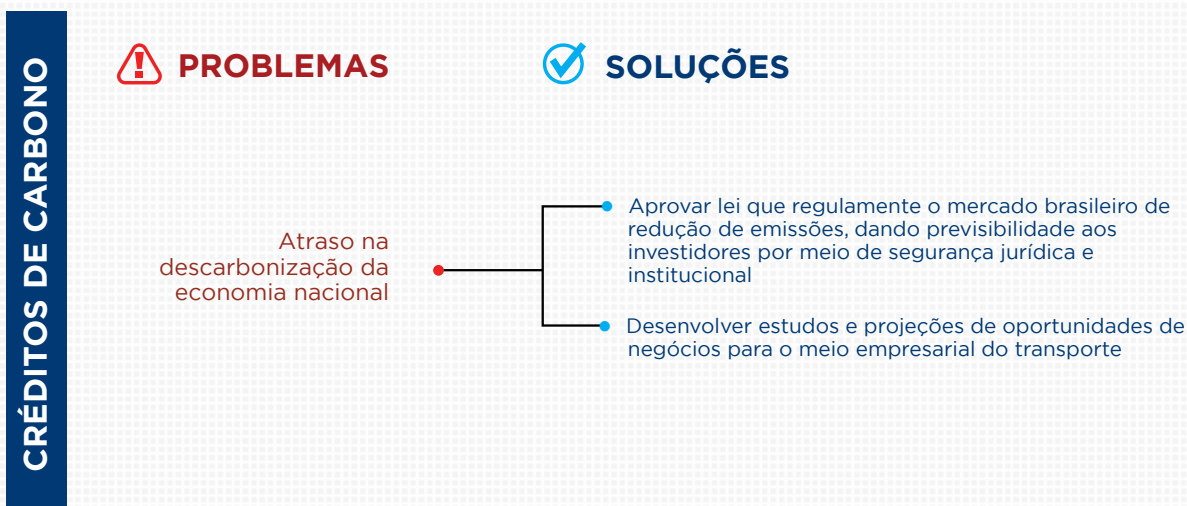 CRÉDITOS DE CARBONO
PROBLEMAS
SOLUÇÕES
Atraso na
descarbonização da
economia nacional
Aprovar lei que regulamente o mercado brasileiro de
redução de emissões, dando previsibilidade aos
investidores por meio de segurança jurídica e
institucional
Desenvolver estudos e projeções de oportunidades de
negócios para o meio empresarial do transporte